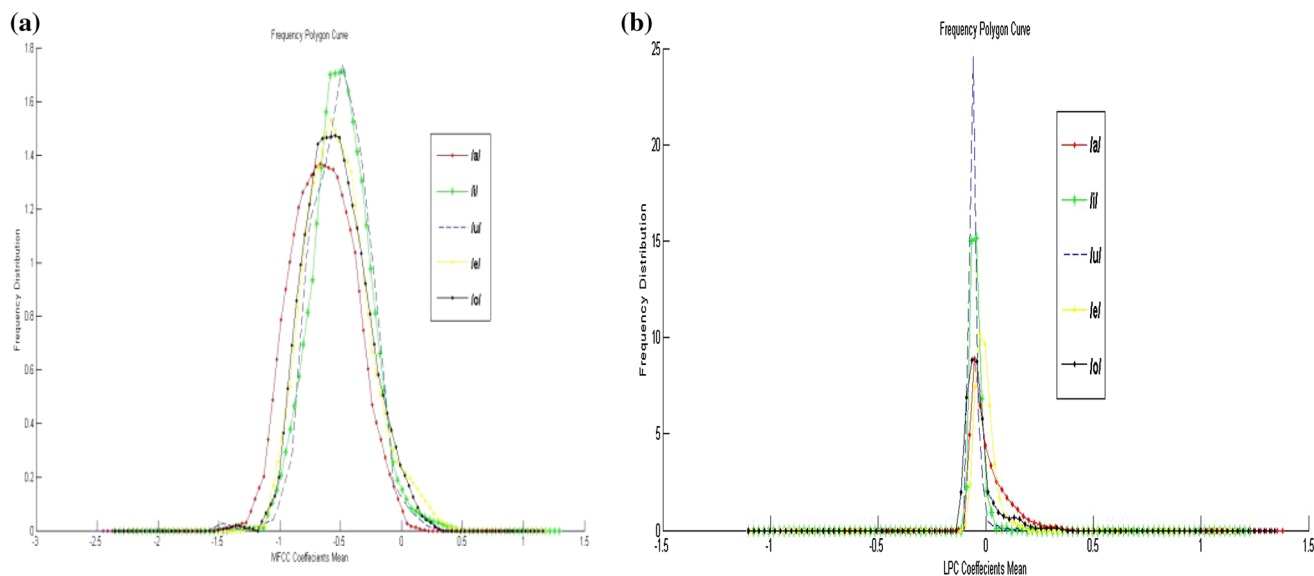 (a)
Frequency Polygon Curve
1.8
1.6
1.4
1.2
1
0.8
0.6
0.4
0.2
0
Frequency Distribution
-3
-2.5
-2
-1.5
-1
-0.5
0
0.5
1
1.5
MFCC Coeffecients Mean
/a/
/i/
/u/
/e/
/o/
(b)
Frequency Polygon Curve
25
20
15
10
5
0
Frequency Distribution
-1.5
-1
-0.5
0
0.5
1
1.5
LPC Coeffecients Mean
/a/
/i/
/u/
/e/
/o/